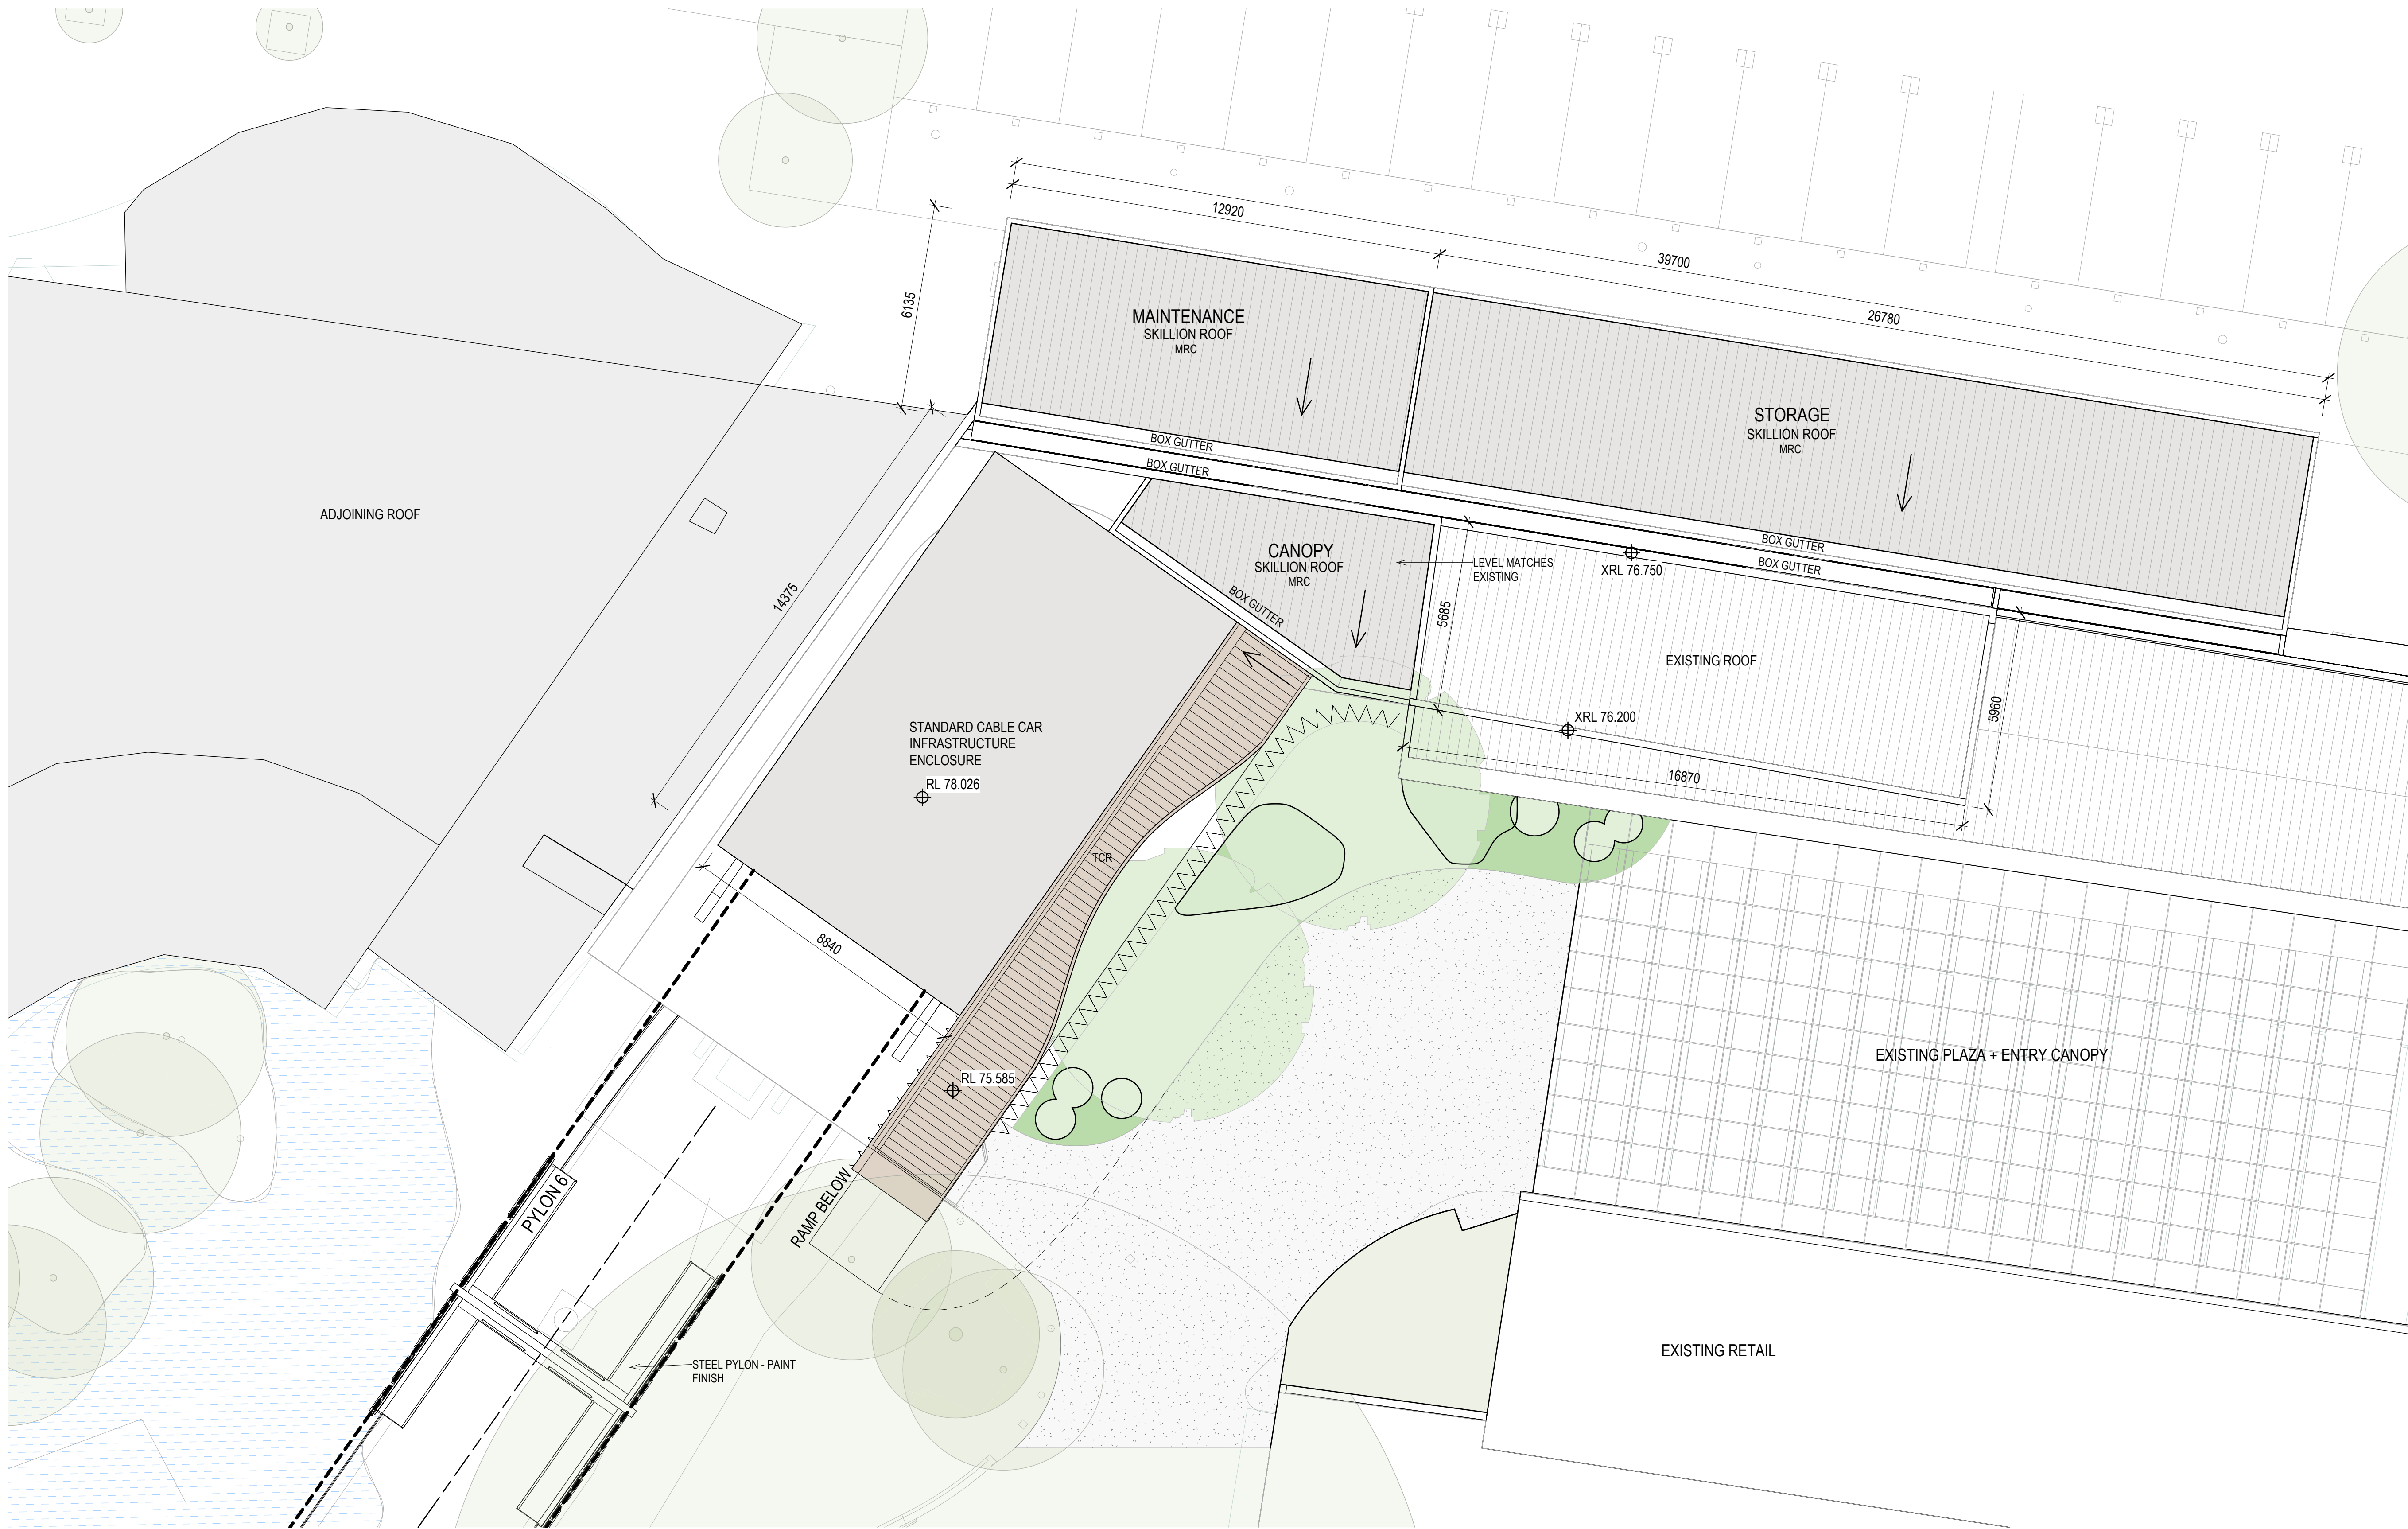 12920
39700
26780
6135
MAINTENANCE
SKILLION ROOF
MRC
STORAGE
SKILLION ROOF
MRC
BOX GUTTER
BOX GUTTER
BOX GUTTER
BOX GUTTER
ADJOINING ROOF
CANOPY
SKILLION ROOF
MRC
LEVEL MATCHES
EXISTING
XRL 76.750
BOX GUTTER
14375
5685
EXISTING ROOF
5960
XRL 76.200
16870
STANDARD CABLE CAR
INFRASTRUCTURE
ENCLOSURE
RL 78.026
TCR
8840
RL 75.585
EXISTING PLAZA + ENTRY CANOPY
PYLON 6
RAMP BELOW
STEEL PYLON - PAINT
FINISH
EXISTING RETAIL